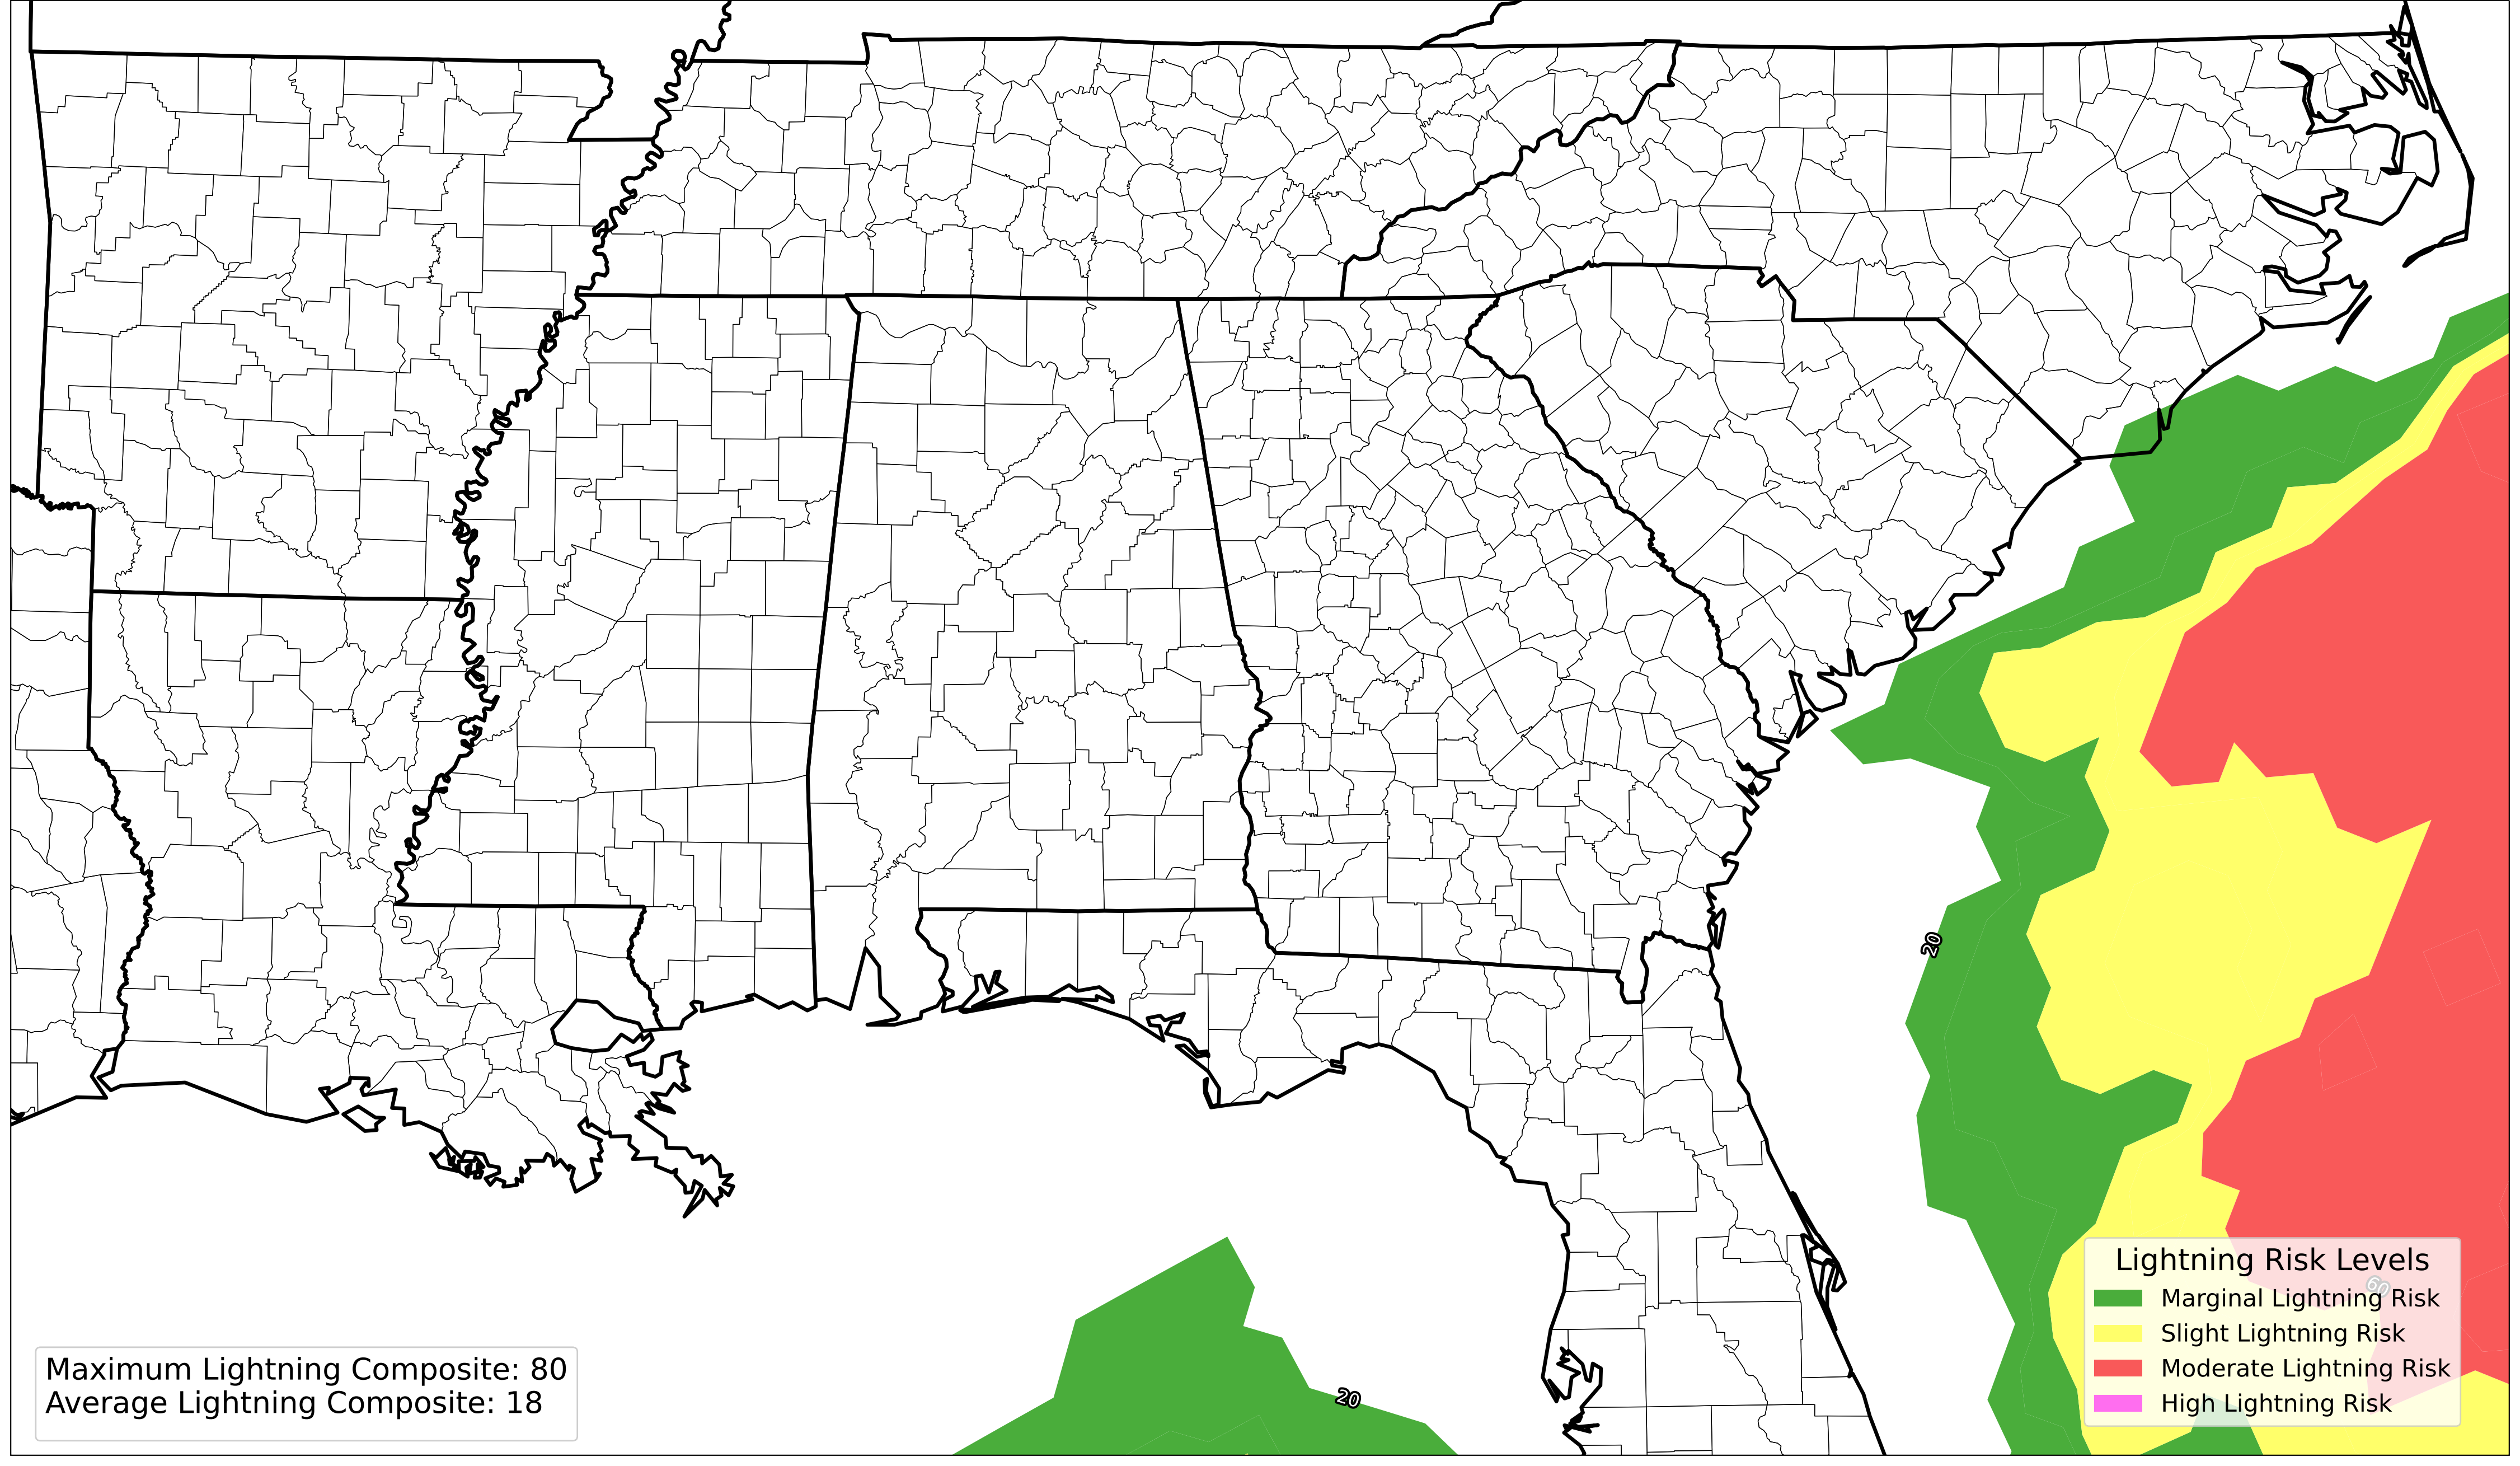 20
20
60
Lightning Risk Levels
Marginal Lightning Risk
Slight Lightning Risk
Moderate Lightning Risk
High Lightning Risk
Maximum Lightning Composite: 80
Average Lightning Composite: 18